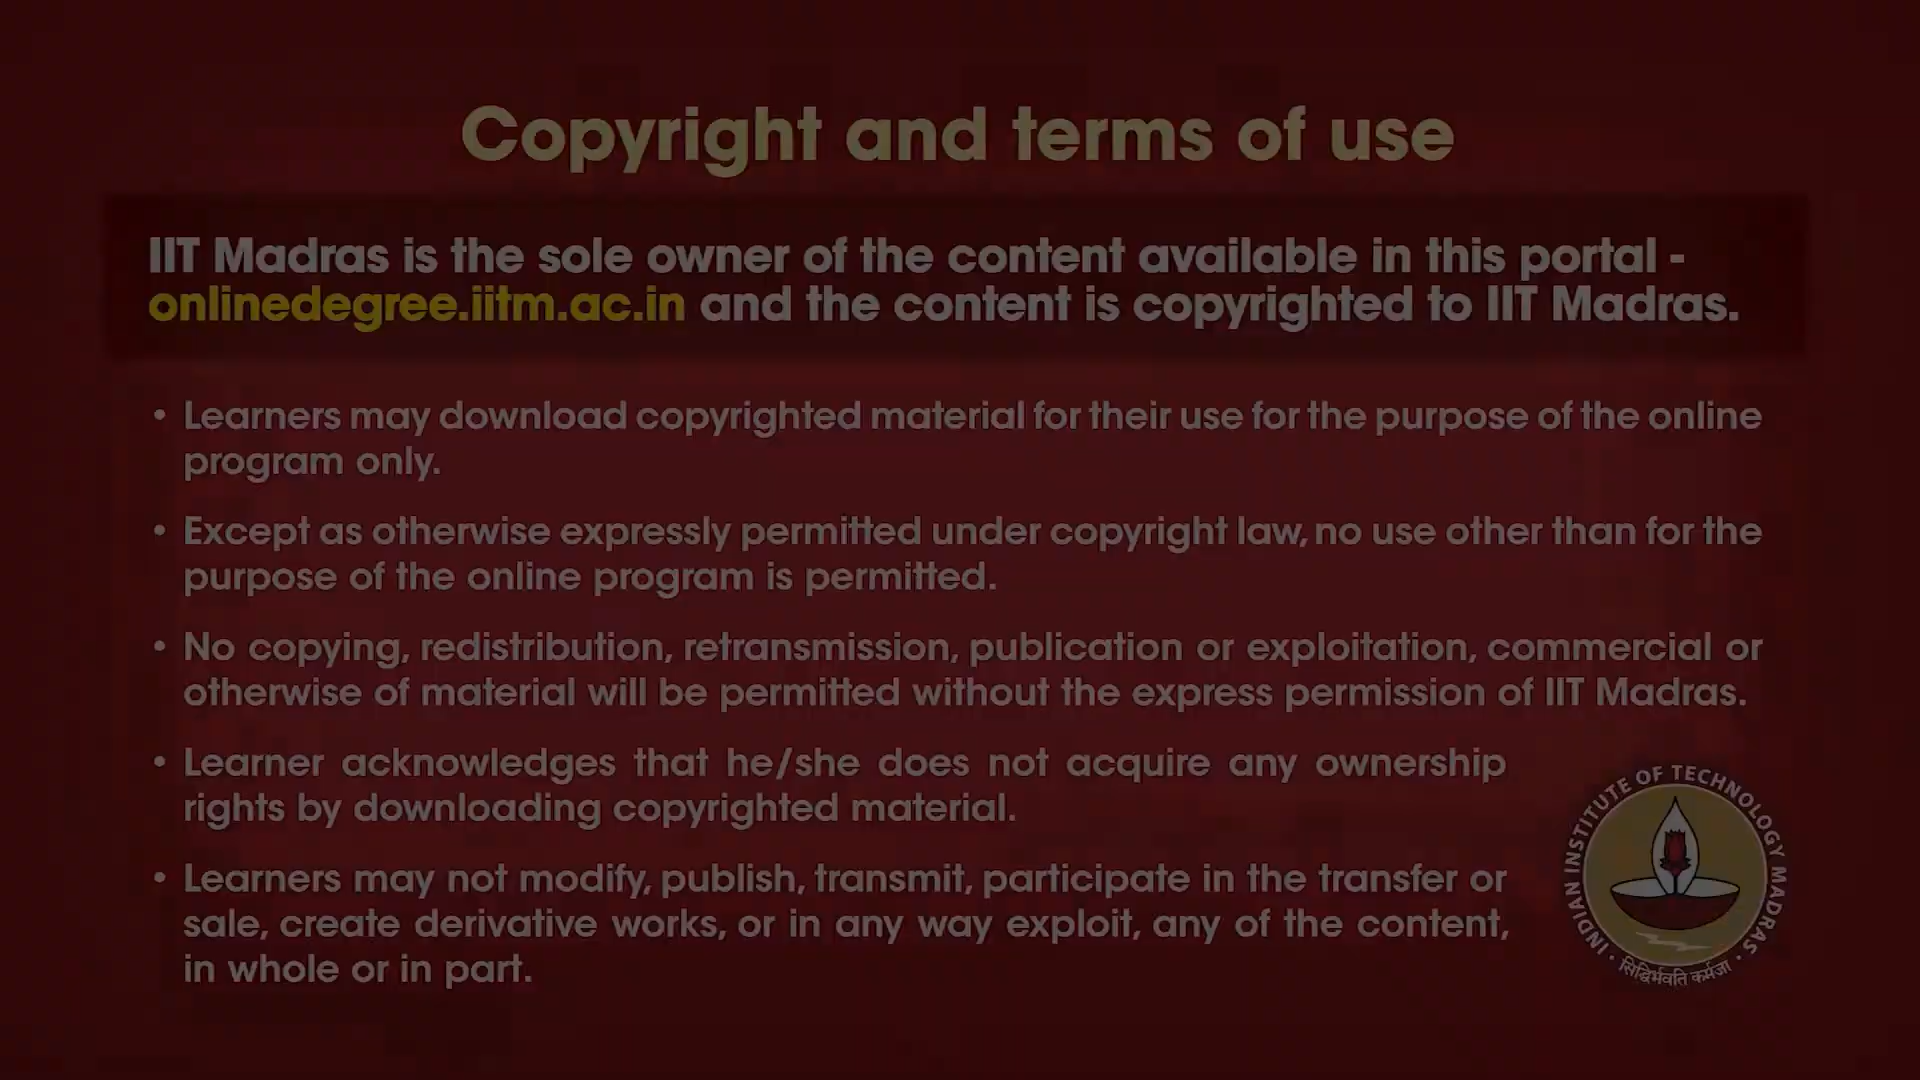 Copyright and terms of use
IIT Madras is the sole owner of the content available in this portal -
onlinedegree.iitm.ac.in and the content is copyrighted to IIT Madras.
• Learners may download copyrighted material for their use for the purpose of the online
program only.
• Except as otherwise expressly permitted under copyright law, no use other than for the
purpose of the online program is permitted.
• No copying, redistribution, retransmission, publication or exploitation, commercial or
otherwise of material will be permitted without the express permission of IIT Madras.
• Learner acknowledges that he/she does not acquire any ownership
rights by downloading copyrighted material.
• Learners may not modify, publish, transmit, participate in the transfer or
sale, create derivative works, or in any way exploit, any of the content,
in whole or in part.
INDIAN INSTITUTE OF TECHNOLOGY MADRAS
सिद्धिर्भवति कर्मजा